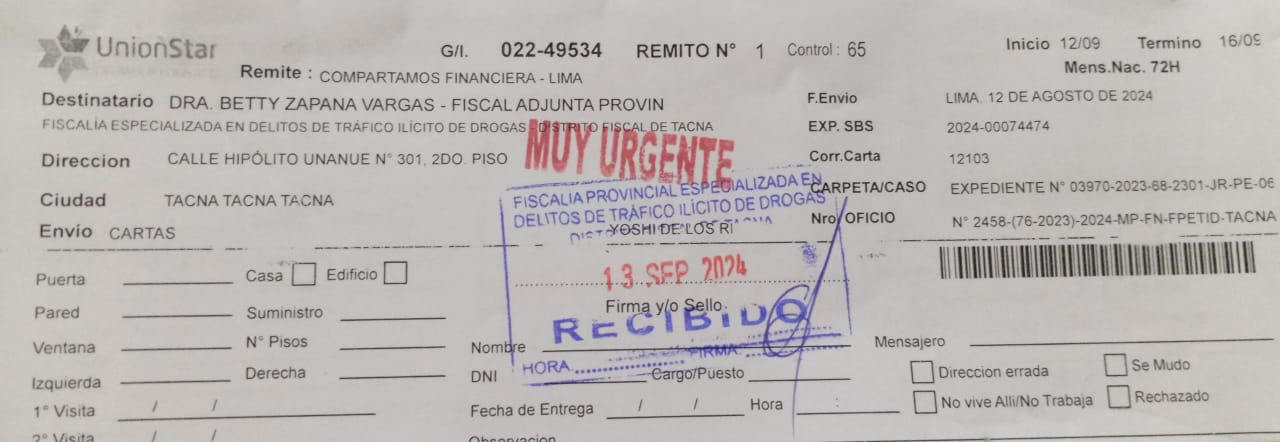 UnionStar
G/I. 022-49534 REMITO N° 1 Control : 65
Inicio 12/09 Termino 16/09
Mens.Nac. 72H
Remite : COMPARTAMOS FINANCIERA - LIMA
Destinatario DRA. BETTY ZAPANA VARGAS - FISCAL ADJUNTA PROVIN
F.Envio LIMA, 12 DE AGOSTO DE 2024
FISCALÍA ESPECIALIZADA EN DELITOS DE TRÁFICO ILÍCITO DE DROGAS - DISTRITO FISCAL DE TACNA
EXP. SBS 2024-00074474
MUY URGENTE
Direccion CALLE HIPÓLITO UNANUE N° 301, 2DO. PISO
Corr.Carta 12103
CARPETA/CASO EXPEDIENTE N° 03970-2023-68-2301-JR-PE-06
Ciudad TACNA TACNA TACNA
Nro. OFICIO N° 2458-(76-2023)-2024-MP-FN-FPETID-TACNA
Envío CARTAS
FISCALIA PROVINCIAL ESPECIALIZADA EN
DELITOS DE TRÁFICO ILÍCITO DE DROGAS
YOSHI DE LOS RI
13 SEP 2024
Firma y/o Sello
RECIBIDO
HORA FIRMA:
Puerta Casa Edificio
Pared Suministro
Ventana N° Pisos
Izquierda Derecha
1° Visita / /
2° Visita / /
Nombre
DNI Cargo/Puesto
Fecha de Entrega / / Hora :
Observacion
Mensajero
Direccion errada Se Mudo
No vive Alli/No Trabaja Rechazado